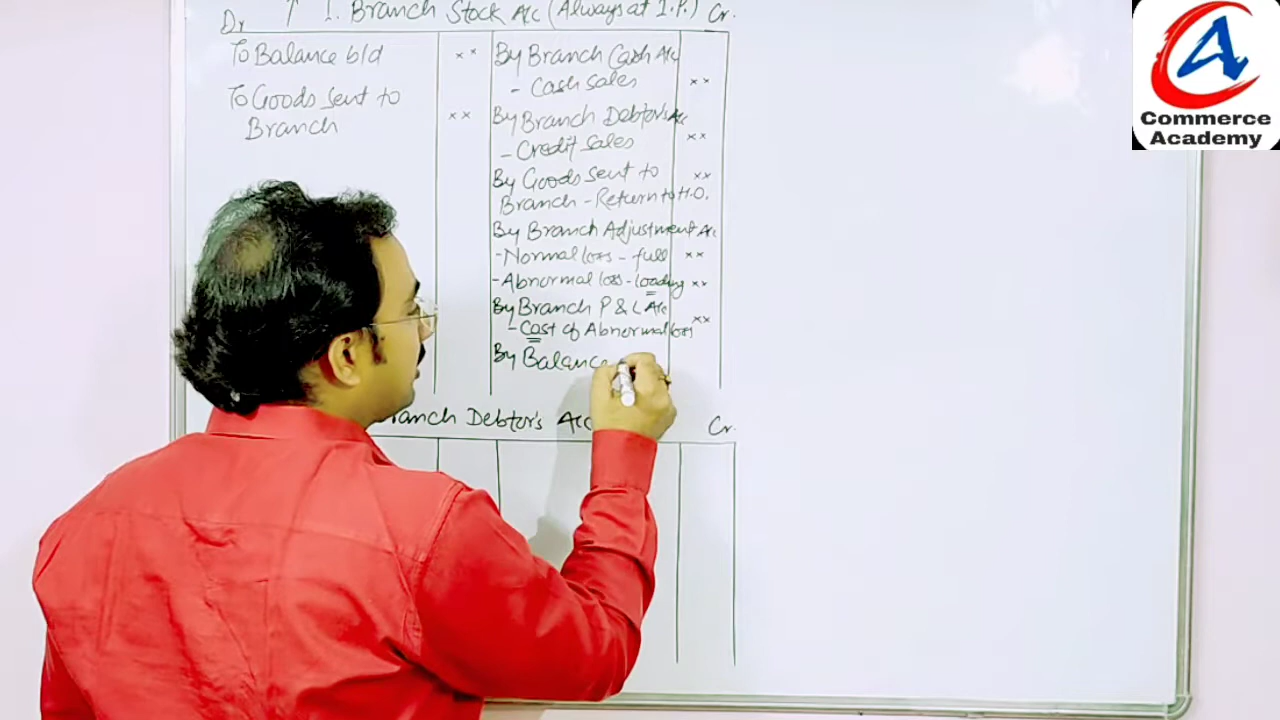 Dr ↑ 1. Branch Stock A/c (Always at I.P.) Cr.
To Balance b/d ××
To Goods sent to
Branch ××
By Branch Cash A/c
- Cash sales ××
By Branch Debtor's A/c
- Credit sales ××
By Goods sent to ××
Branch - Return to H.O.
By Branch Adjustment A/c
- Normal loss - full ××
- Abnormal loss - loading ××
By Branch P & L A/c
- Cost of Abnormal loss ××
By Balance
Branch Debtor's A/c Cr.
Commerce
Academy